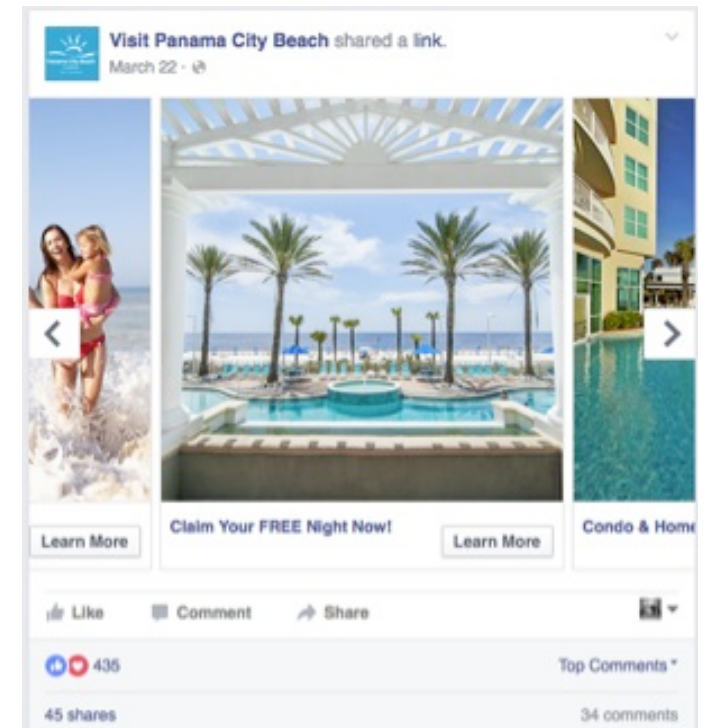 Visit Panama City Beach shared a link.
March 22 ·
Learn More
Claim Your FREE Night Now!
Learn More
Condo & Home
Like
Comment
Share
435
Top Comments
45 shares
34 comments